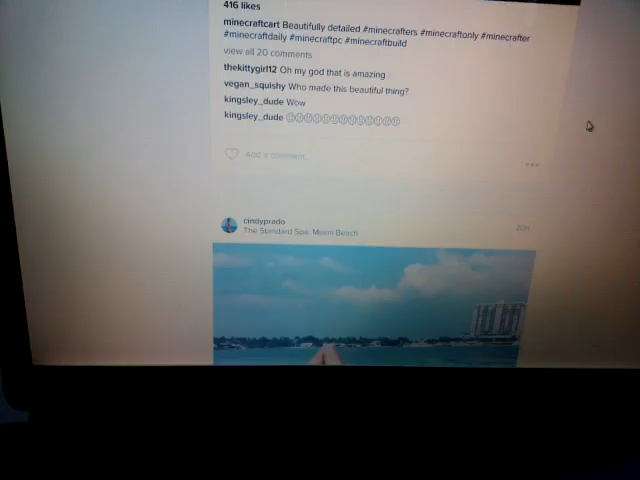 416 likes
minecraftcart Beautifully detailed #minecrafters #minecraftonly #minecrafter
#minecraftdaily #minecraftpc #minecraftbuild
view all 20 comments
thekittygirl12 Oh my god that is amazing
vegan_squishy Who made this beautiful thing?
kingsley_dude Wow
kingsley_dude
Add a comment...
cindyprado
The Standard Spa, Miami Beach
20h